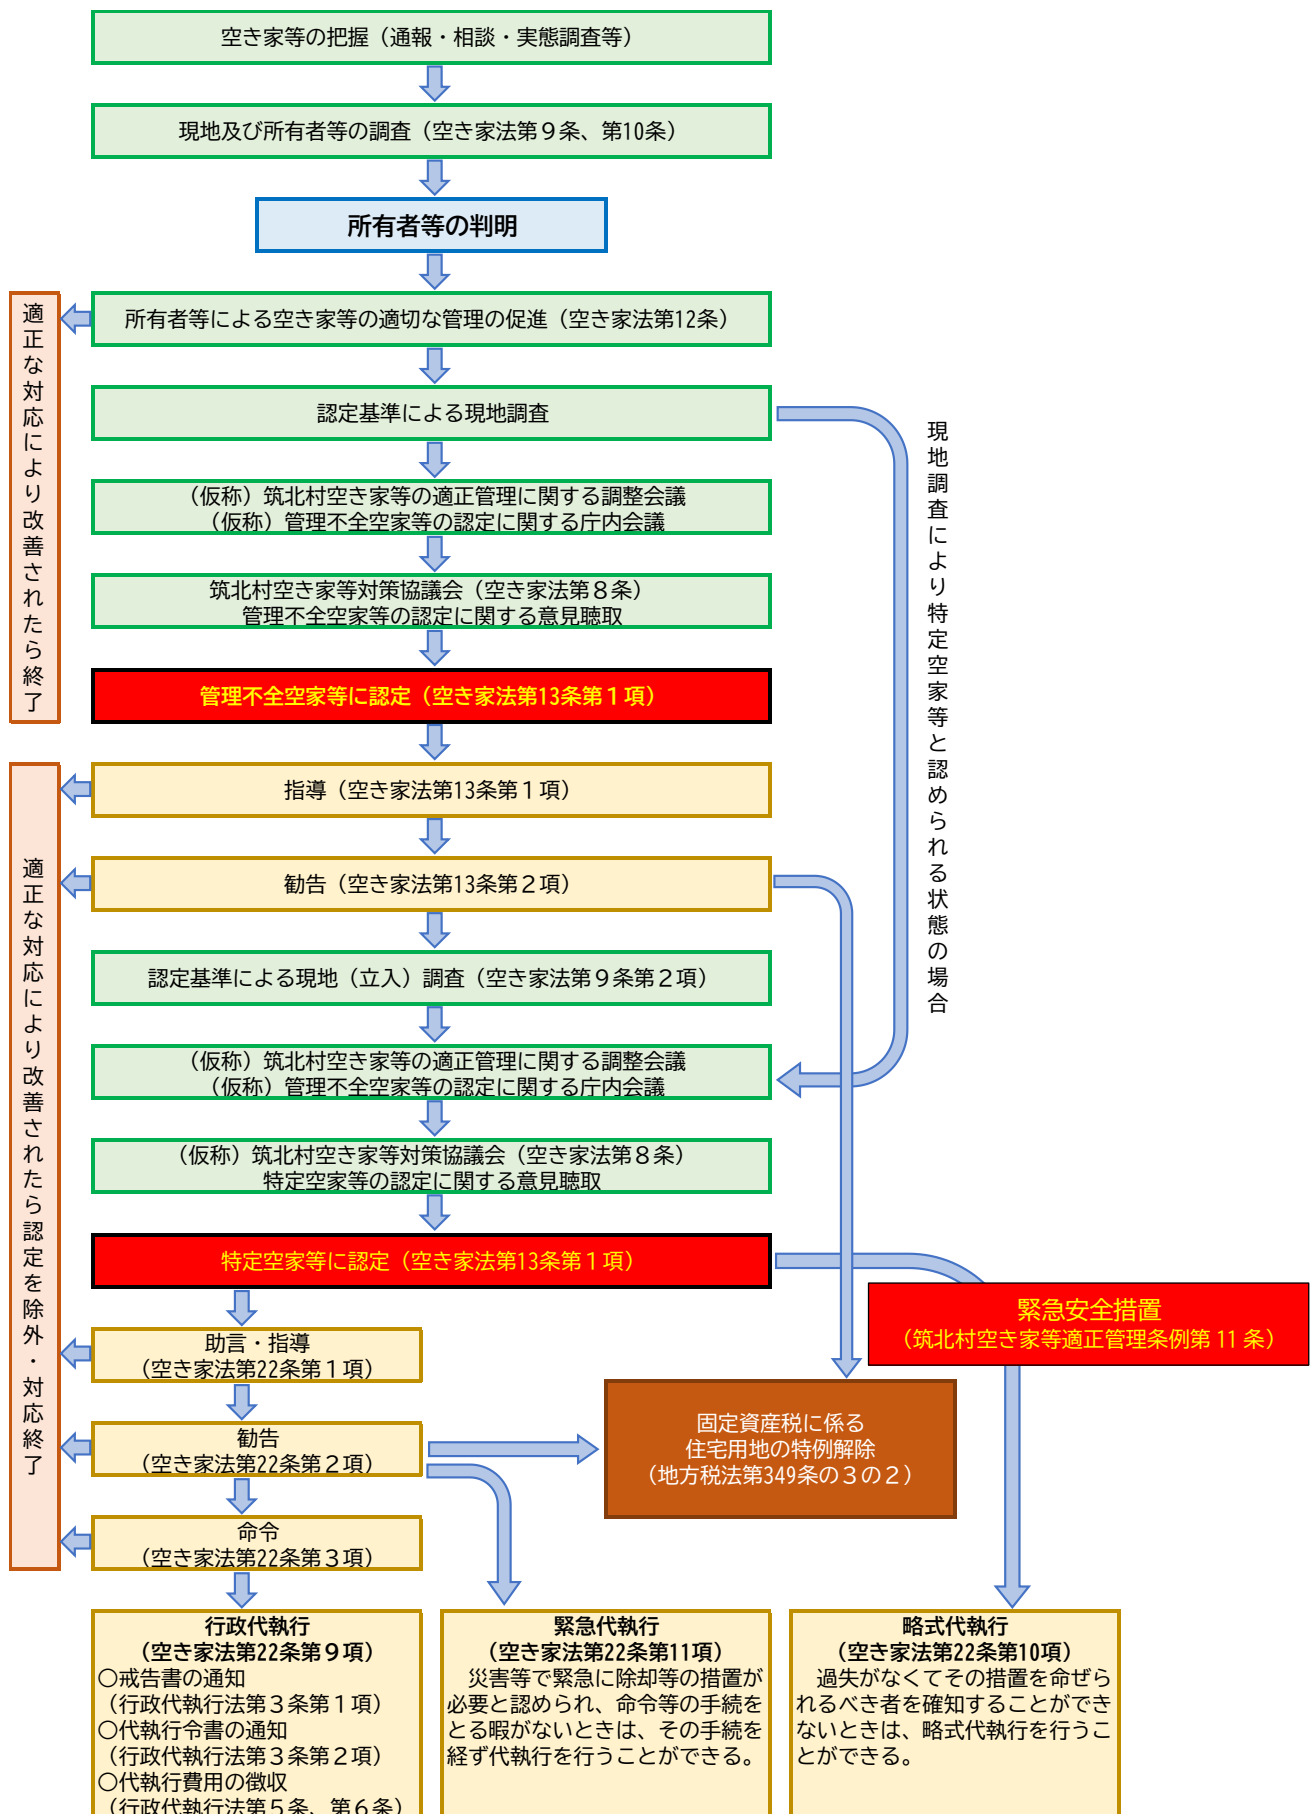 空き家等の把握（通報・相談・実態調査等）
現地及び所有者等の調査（空き家法第９条、第10条）
所有者等の判明
所有者等による空き家等の適切な管理の促進（空き家法第12条）
適正な対応により改善されたら終了
認定基準による現地調査
現地調査により特定空家等と認められる状態の場合
（仮称）筑北村空き家等の適正管理に関する調整会議
（仮称）管理不全空家等の認定に関する庁内会議
筑北村空き家等対策協議会（空き家法第８条）
管理不全空家等の認定に関する意見聴取
管理不全空家等に認定（空き家法第13条第１項）
指導（空き家法第13条第１項）
適正な対応により改善されたら認定を除外・対応終了
勧告（空き家法第13条第２項）
認定基準による現地（立入）調査（空き家法第９条第２項）
（仮称）筑北村空き家等の適正管理に関する調整会議
（仮称）管理不全空家等の認定に関する庁内会議
（仮称）筑北村空き家等対策協議会（空き家法第８条）
特定空家等の認定に関する意見聴取
特定空家等に認定（空き家法第13条第１項）
緊急安全措置
（筑北村空き家等適正管理条例第 11 条）
助言・指導
（空き家法第22条第１項）
固定資産税に係る
住宅用地の特例解除
（地方税法第349条の３の２）
勧告
（空き家法第22条第２項）
命令
（空き家法第22条第３項）
行政代執行
（空き家法第22条第９項）
〇戒告書の通知
（行政代執行法第３条第１項）
〇代執行令書の通知
（行政代執行法第３条第２項）
〇代執行費用の徴収
（行政代執行法第５条、第６条）
緊急代執行
（空き家法第22条第11項）
災害等で緊急に除却等の措置が
必要と認められ、命令等の手続を
とる暇がないときは、その手続を
経ず代執行を行うことができる。
略式代執行
（空き家法第22条第10項）
過失がなくてその措置を命ぜら
れるべき者を確知することができ
ないときは、略式代執行を行うこ
とができる。